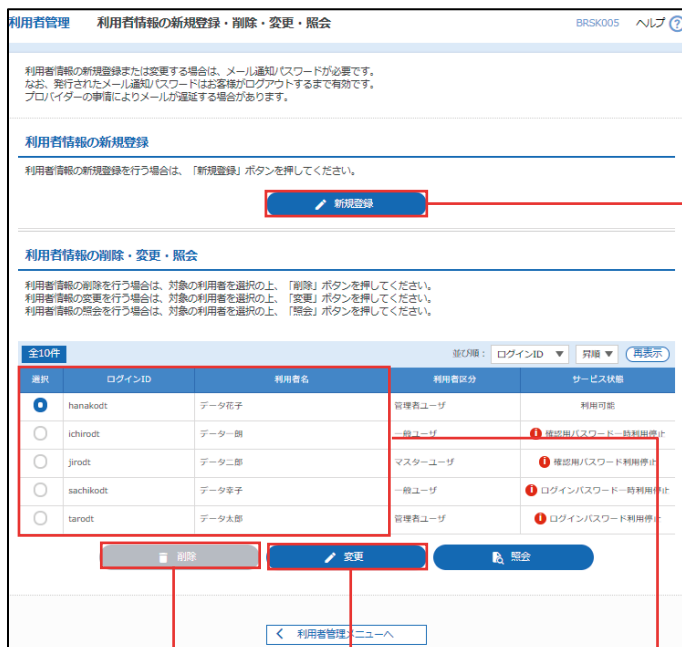 利用者管理 利用者情報の新規登録・削除・変更・照会 BRSK005 ヘルプ ?
利用者情報の新規登録または変更する場合は、メール通知パスワードが必要です。
なお、発行されたメール通知パスワードはお客様がログアウトするまで有効です。
プロバイダーの事情によりメールが遅延する場合があります。
利用者情報の新規登録
利用者情報の新規登録を行う場合は、「新規登録」ボタンを押してください。
新規登録
利用者情報の削除・変更・照会
利用者情報の削除を行う場合は、対象の利用者を選択の上、「削除」ボタンを押してください。
利用者情報の変更を行う場合は、対象の利用者を選択の上、「変更」ボタンを押してください。
利用者情報の照会を行う場合は、対象の利用者を選択の上、「照会」ボタンを押してください。
全10件 並び順： ログインID ▼ 昇順 ▼ 再表示
選択 ログインID 利用者名 利用者区分 サービス状態
hanakodt データ花子 管理者ユーザ 利用可能
ichirodt データ一朗 一般ユーザ 確認用パスワード一時利用停止
jirodt データ二郎 マスターユーザ 確認用パスワード利用停止
sachikodt データ幸子 一般ユーザ ログインパスワード一時利用停止
tarodt データ太郎 管理者ユーザ ログインパスワード利用停止
削除 変更 照会
利用者管理メニューへ